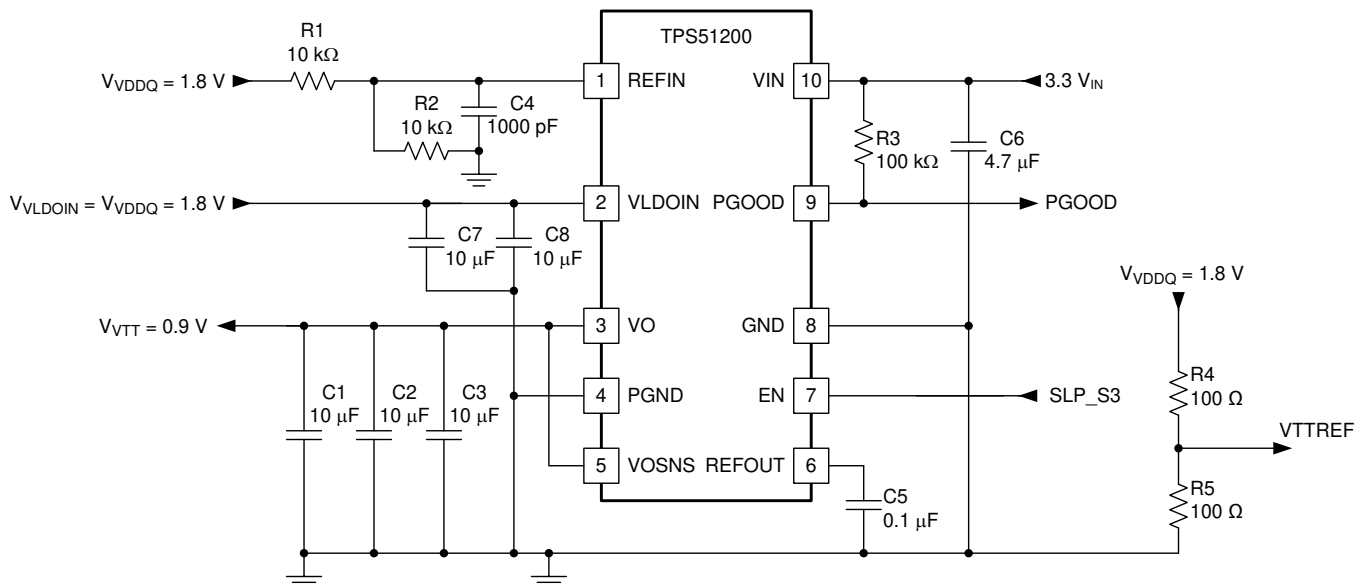 TPS51200
R1
10 kΩ
V_VDDQ = 1.8 V
1
REFIN
VIN
10
3.3 V_IN
R2
10 kΩ
C4
1000 pF
R3
100 kΩ
C6
4.7 µF
V_VLDOIN = V_VDDQ = 1.8 V
2
VLDOIN
PGOOD
9
PGOOD
C7
10 µF
C8
10 µF
V_VDDQ = 1.8 V
V_VTT = 0.9 V
3
VO
GND
8
C1
10 µF
C2
10 µF
C3
10 µF
4
PGND
EN
7
SLP_S3
R4
100 Ω
VTTREF
5
VOSNS
REFOUT
6
C5
0.1 µF
R5
100 Ω